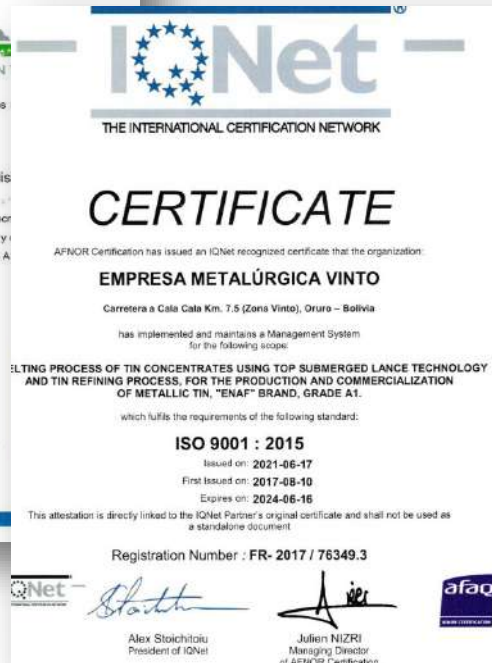 ®
IQNet
THE INTERNATIONAL CERTIFICATION NETWORK
CERTIFICATE
AFNOR Certification has issued an IQNet recognized certificate that the organization:
EMPRESA METALÚRGICA VINTO
Carretera a Cala Cala Km. 7.5 (Zona Vinto), Oruro – Bolivia
has implemented and maintains a Management System
for the following scope:
ELTING PROCESS OF TIN CONCENTRATES USING TOP SUBMERGED LANCE TECHNOLOGY
AND TIN REFINING PROCESS, FOR THE PRODUCTION AND COMMERCIALIZATION
OF METALLIC TIN, "ENAF" BRAND, GRADE A1.
which fulfils the requirements of the following standard:
ISO 9001 : 2015
Issued on: 2021-06-17
First Issued on: 2017-08-10
Expires on: 2024-06-16
This attestation is directly linked to the IQNet Partner's original certificate and shall not be used as
a standalone document
Registration Number : FR- 2017 / 76349.3
QNet
afaq
Alex Stoichitoiu
President of IQNet
Julien NIZRI
Managing Director
of AFNOR Certification